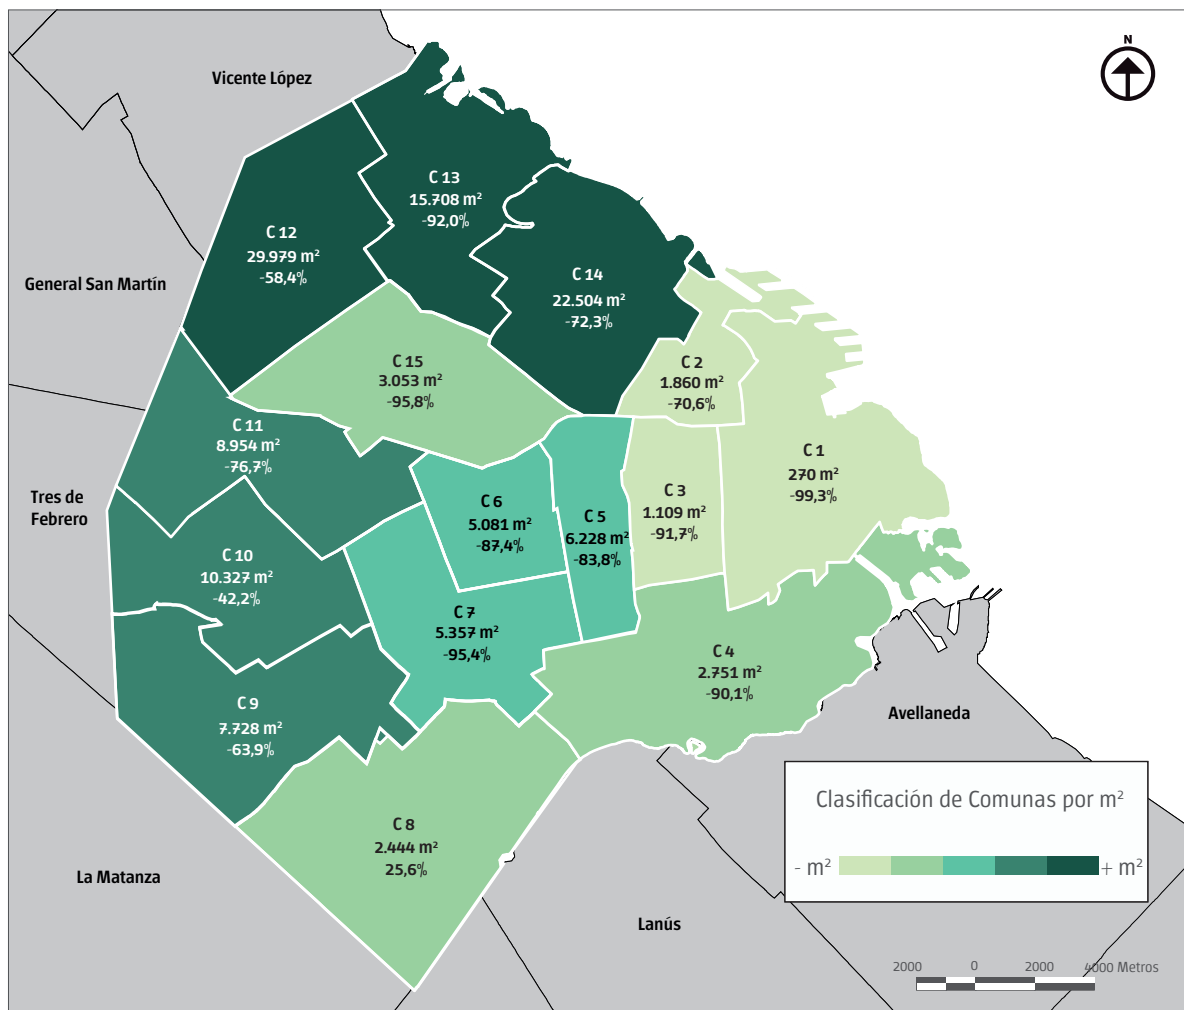 N
Vicente López
C 13
15.708 m²
-92,0%
C 12
29.979 m²
-58,4%
C 14
22.504 m²
-72,3%
General San Martín
C 15
3.053 m²
-95,8%
C 2
1.860 m²
-70,6%
C 11
8.954 m²
-76,7%
C 1
270 m²
-99,3%
Tres de
Febrero
C 6
5.081 m²
-87,4%
C 5
6.228 m²
-83,8%
C 3
1.109 m²
-91,7%
C 10
10.327 m²
-42,2%
C 7
5.357 m²
-95,4%
C 4
2.751 m²
-90,1%
C 9
7.728 m²
-63,9%
Avellaneda
C 8
2.444 m²
25,6%
La Matanza
Lanús
Clasificación de Comunas por m²
- m²
+ m²
2000 0 2000 4000 Metros